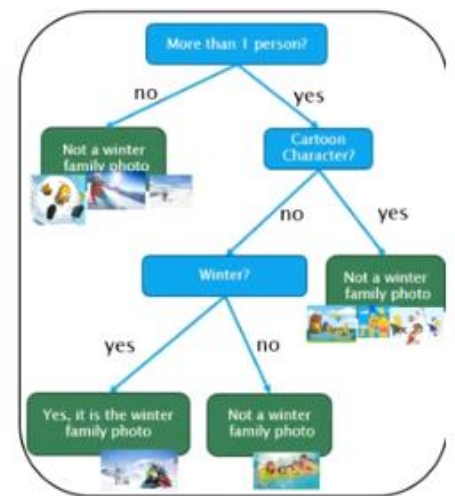 More than 1 person?
no
yes
Not a winter
family photo
Cartoon
Character?
no
yes
Winter?
Not a winter
family photo
yes
no
Yes, it is the winter
family photo
Not a winter
family photo